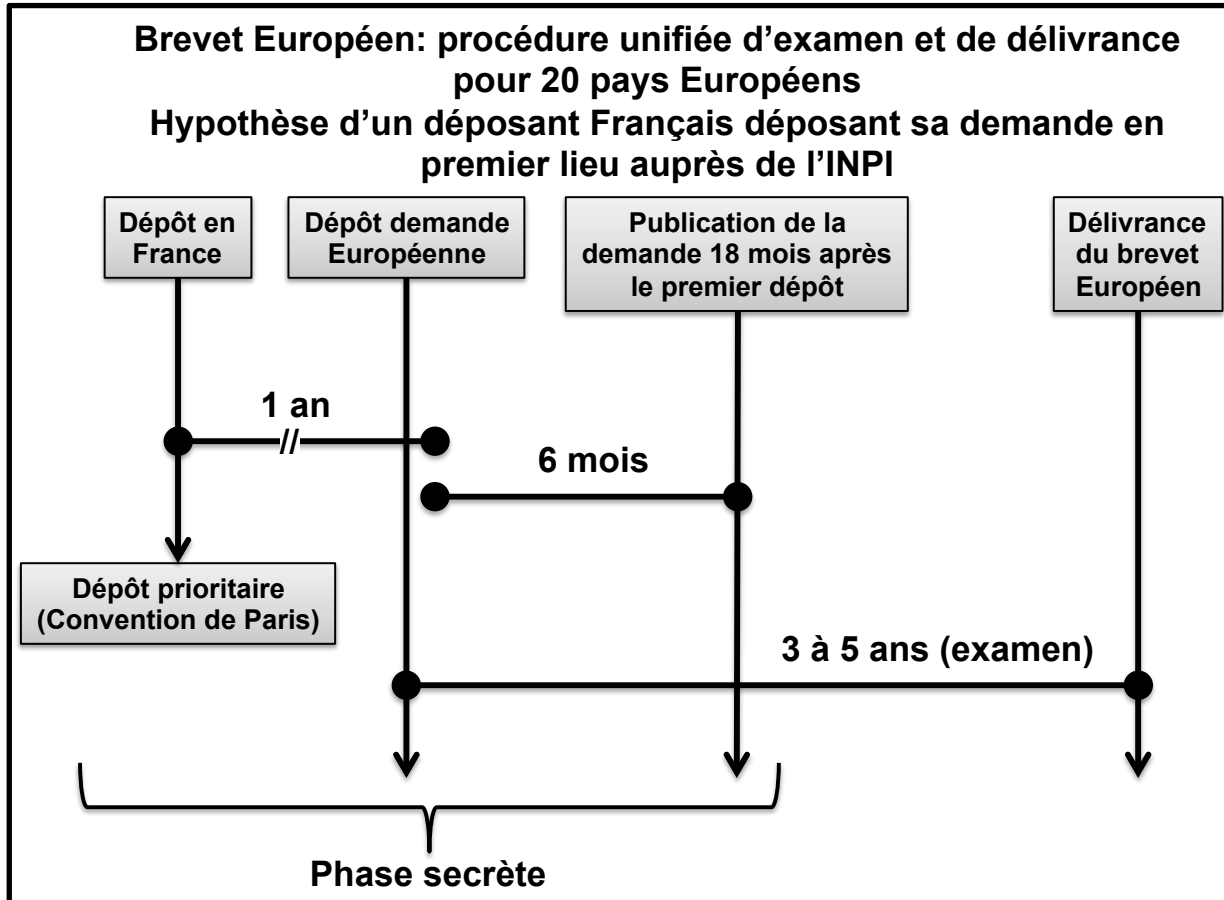 Brevet Européen: procédure unifiée d'examen et de délivrance
pour 20 pays Européens
Hypothèse d'un déposant Français déposant sa demande en
premier lieu auprès de l'INPI
Dépôt en
France
Dépôt demande
Européenne
Publication de la
demande 18 mois après
le premier dépôt
Délivrance
du brevet
Européen
1 an
//
6 mois
Dépôt prioritaire
(Convention de Paris)
3 à 5 ans (examen)
Phase secrète